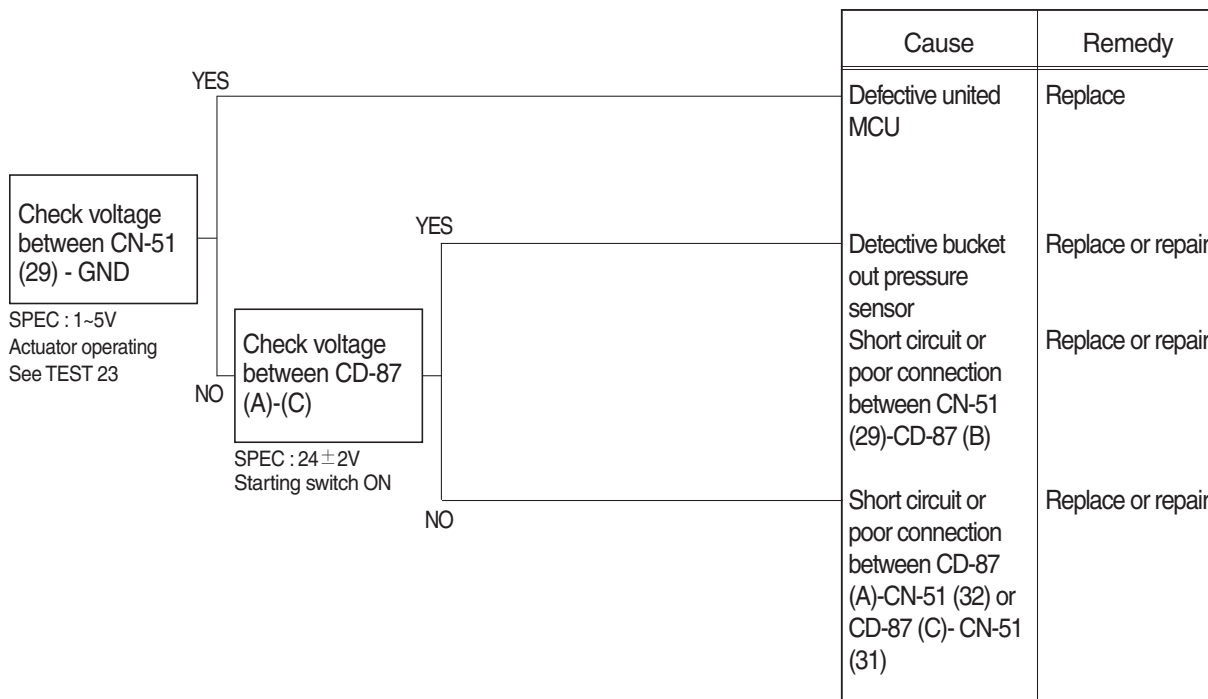 Cause
Remedy
YES
Defective united
MCU
Replace
Check voltage
between CN-51
(29) - GND
SPEC : 1~5V
Actuator operating
See TEST 23
YES
Detective bucket
out pressure
sensor
Replace or repair
NO
Check voltage
between CD-87
(A)-(C)
SPEC : 24±2V
Starting switch ON
Short circuit or
poor connection
between CN-51
(29)-CD-87 (B)
Replace or repair
NO
Short circuit or
poor connection
between CD-87
(A)-CN-51 (32) or
CD-87 (C)- CN-51
(31)
Replace or repair